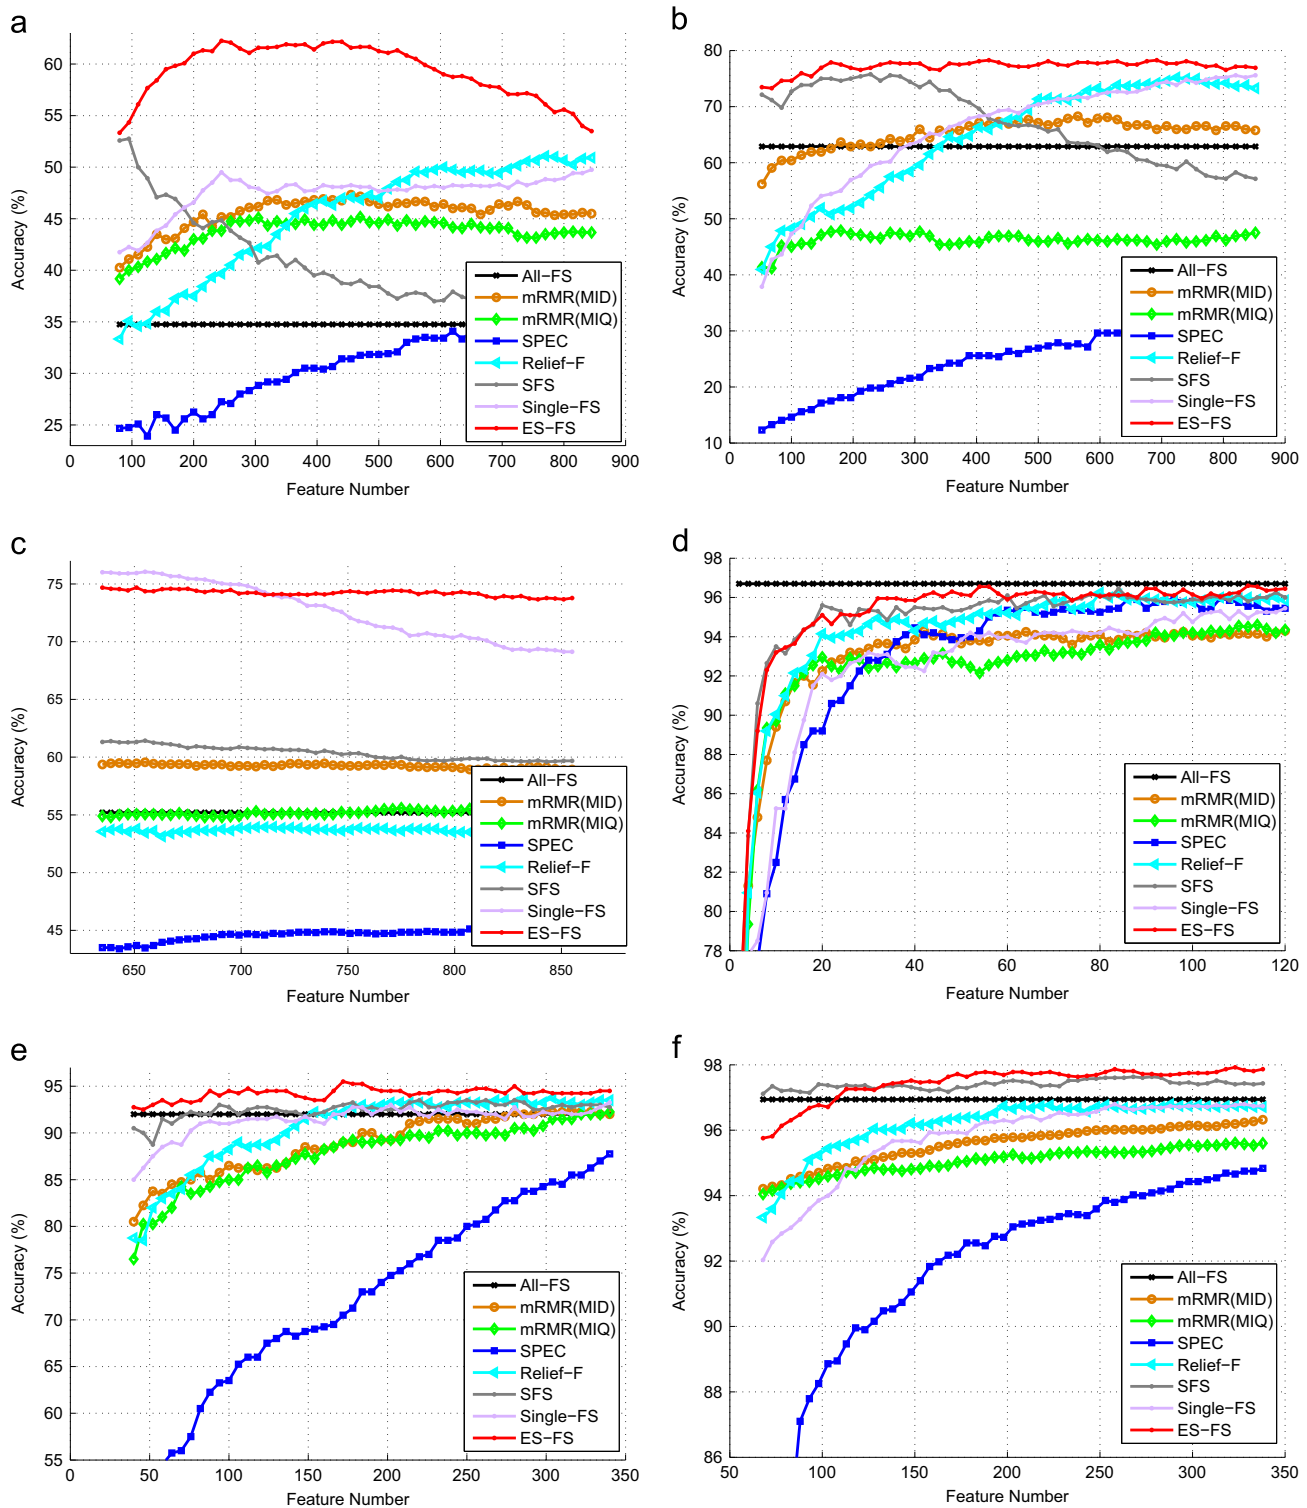 a
60
55
50
45
40
35
30
25
0
100
200
300
400
500
600
700
800
900
Accuracy (%)
Feature Number
All−FS
mRMR(MID)
mRMR(MIQ)
SPEC
Relief−F
SFS
Single−FS
ES−FS
b
80
70
60
50
40
30
20
10
0
100
200
300
400
500
600
700
800
900
Accuracy (%)
Feature Number
All−FS
mRMR(MID)
mRMR(MIQ)
SPEC
Relief−F
SFS
Single−FS
ES−FS
c
75
70
65
60
55
50
45
650
700
750
800
850
Accuracy (%)
Feature Number
All−FS
mRMR(MID)
mRMR(MIQ)
SPEC
Relief−F
SFS
Single−FS
ES−FS
d
98
96
94
92
90
88
86
84
82
80
78
0
20
40
60
80
100
120
Accuracy (%)
Feature Number
All−FS
mRMR(MID)
mRMR(MIQ)
SPEC
Relief−F
SFS
Single−FS
ES−FS
e
95
90
85
80
75
70
65
60
55
0
50
100
150
200
250
300
350
Accuracy (%)
Feature Number
All−FS
mRMR(MID)
mRMR(MIQ)
SPEC
Relief−F
SFS
Single−FS
ES−FS
f
98
96
94
92
90
88
86
50
100
150
200
250
300
350
Accuracy (%)
Feature Number
All−FS
mRMR(MID)
mRMR(MIQ)
SPEC
Relief−F
SFS
Single−FS
ES−FS